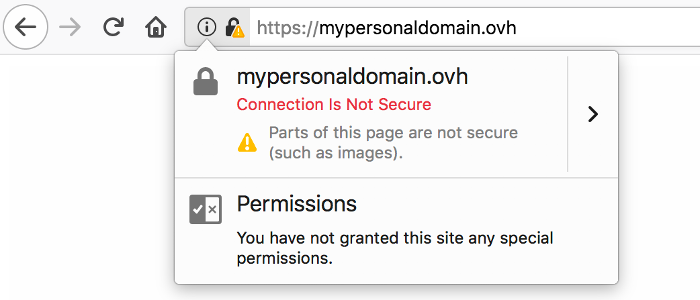 https://mypersonaldomain.ovh
mypersonaldomain.ovh
Connection Is Not Secure
Parts of this page are not secure
(such as images).
Permissions
You have not granted this site any special
permissions.